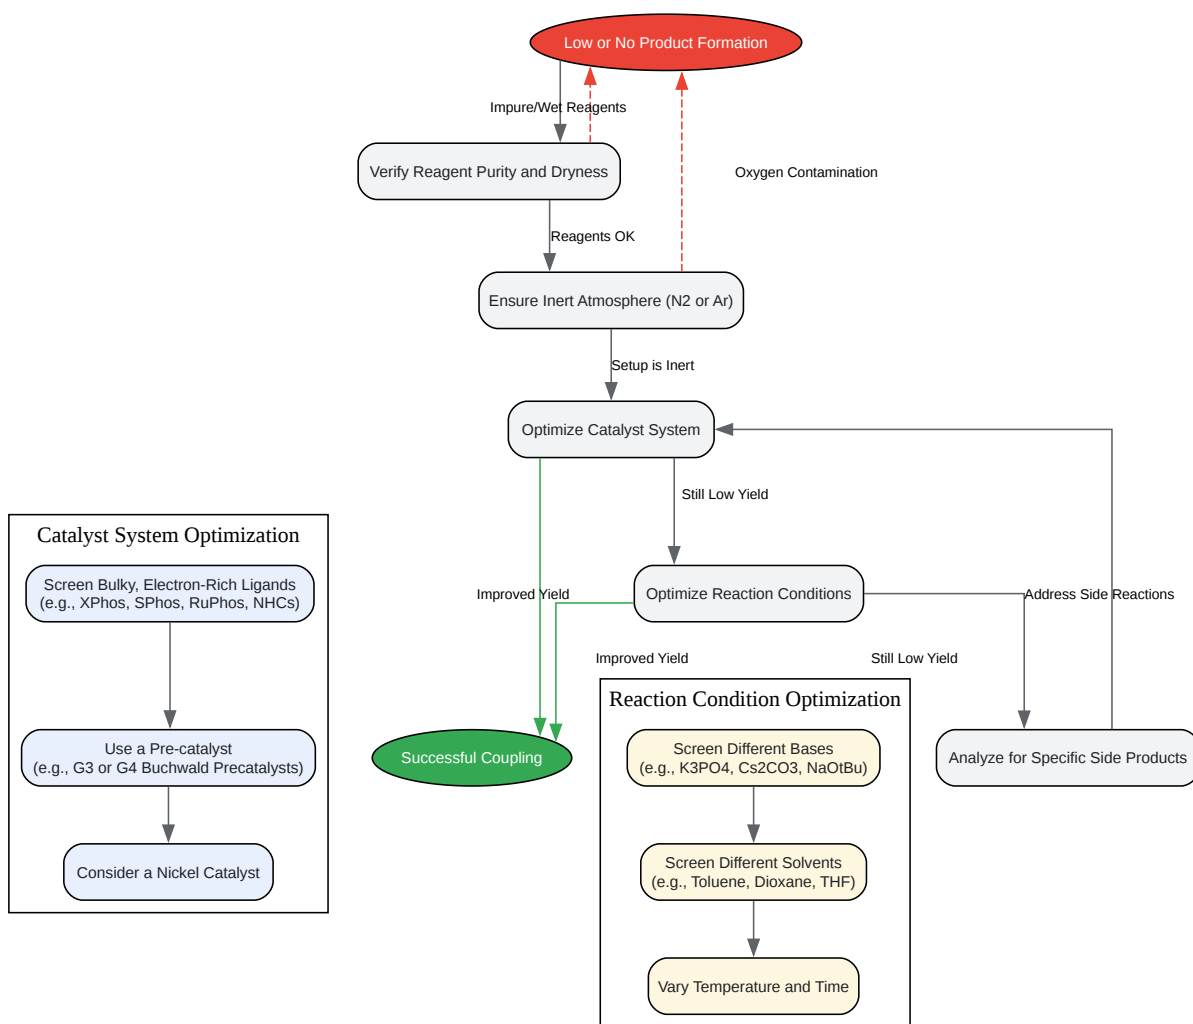 Low or No Product Formation
Impure/Wet Reagents
Verify Reagent Purity and Dryness
Oxygen Contamination
Reagents OK
Ensure Inert Atmosphere (N2 or Ar)
Setup is Inert
Optimize Catalyst System
Still Low Yield
Catalyst System Optimization
Screen Bulky, Electron-Rich Ligands
(e.g., XPhos, SPhos, RuPhos, NHCs)
Improved Yield
Optimize Reaction Conditions
Address Side Reactions
Improved Yield
Still Low Yield
Reaction Condition Optimization
Use a Pre-catalyst
(e.g., G3 or G4 Buchwald Precatalysts)
Successful Coupling
Screen Different Bases
(e.g., K3PO4, Cs2CO3, NaOtBu)
Analyze for Specific Side Products
Consider a Nickel Catalyst
Screen Different Solvents
(e.g., Toluene, Dioxane, THF)
Vary Temperature and Time